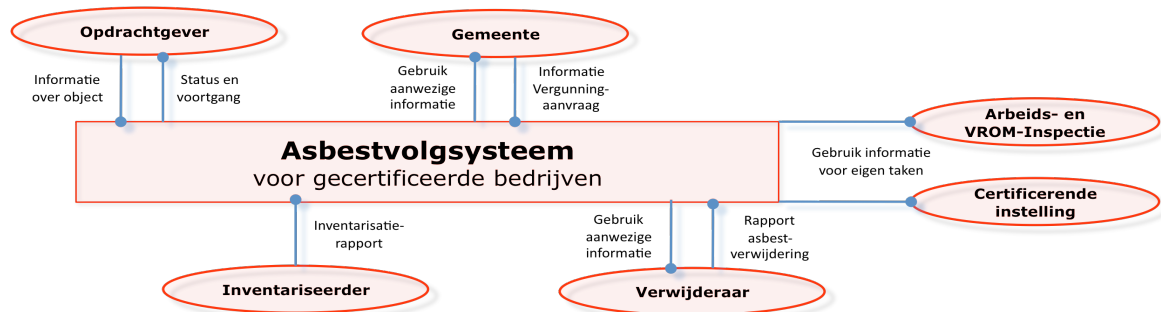 Opdrachtgever
Gemeente
Informatie
over object
Status en
voortgang
Gebruik
aanwezige
informatie
Informatie
Vergunning-
aanvraag
Arbeids- en
VROM-Inspectie
Asbestvolgsysteem
voor gecertificeerde bedrijven
Gebruik informatie
voor eigen taken
Certificerende
instelling
Inventarisatie-
rapport
Gebruik
aanwezige
informatie
Rapport
asbest-
verwijdering
Inventariseerder
Verwijderaar